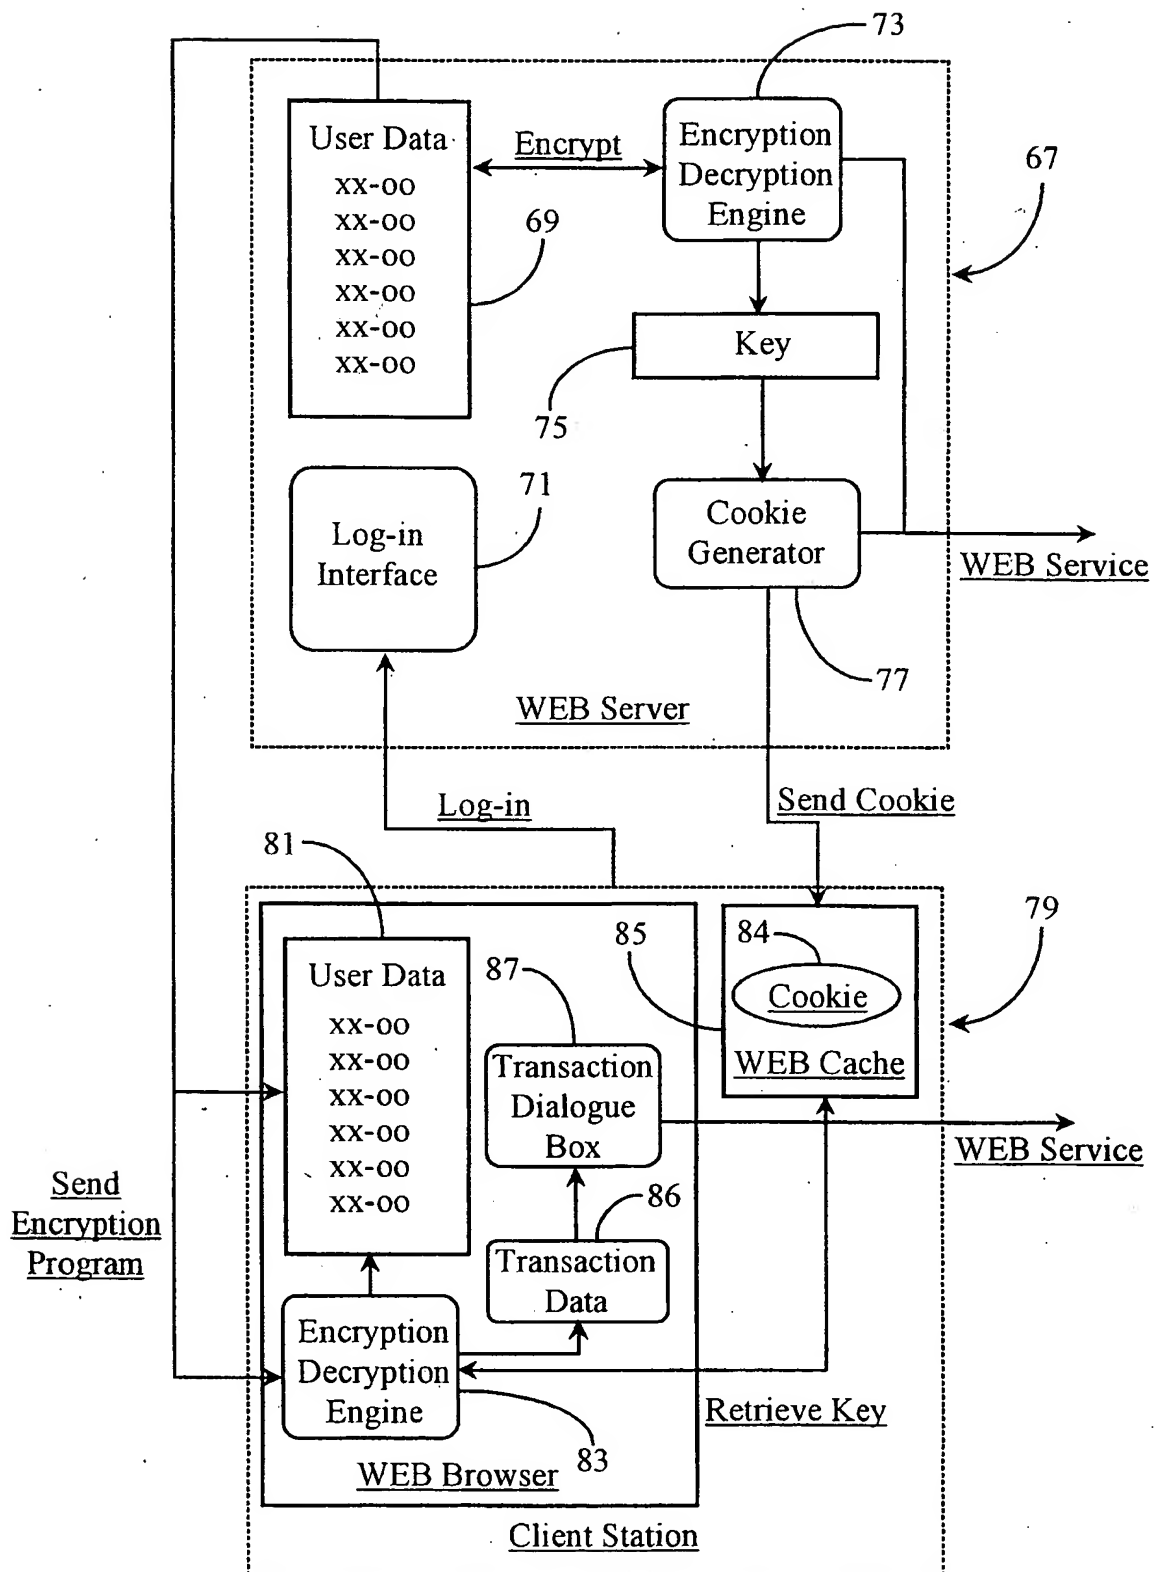 73
User Data
xx-oo
xx-oo
xx-oo
xx-oo
xx-oo
xx-oo
Encrypt
Encryption
Decryption
Engine
67
69
Key
75
71
Log-in
Interface
Cookie
Generator
WEB Service
77
WEB Server
Log-in
Send Cookie
81
79
85
84
Cookie
WEB Cache
User Data
xx-oo
xx-oo
xx-oo
xx-oo
xx-oo
xx-oo
87
Transaction
Dialogue
Box
WEB Service
Send
Encryption
Program
86
Transaction
Data
Encryption
Decryption
Engine
Retrieve Key
83
WEB Browser
Client Station